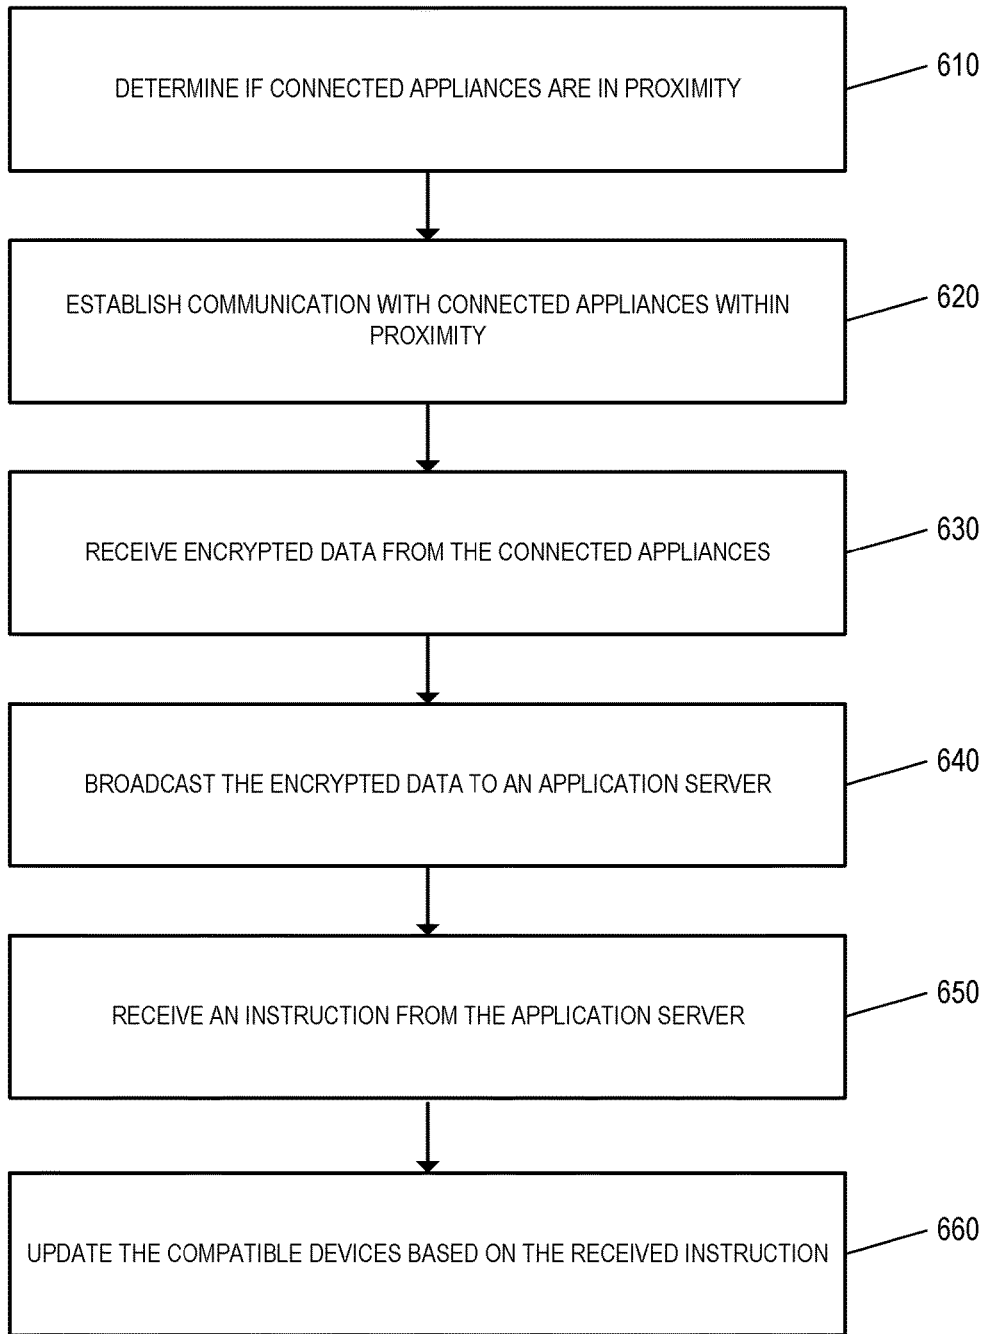 DETERMINE IF CONNECTED APPLIANCES ARE IN PROXIMITY
610
ESTABLISH COMMUNICATION WITH CONNECTED APPLIANCES WITHIN
PROXIMITY
620
RECEIVE ENCRYPTED DATA FROM THE CONNECTED APPLIANCES
630
BROADCAST THE ENCRYPTED DATA TO AN APPLICATION SERVER
640
RECEIVE AN INSTRUCTION FROM THE APPLICATION SERVER
650
UPDATE THE COMPATIBLE DEVICES BASED ON THE RECEIVED INSTRUCTION
660